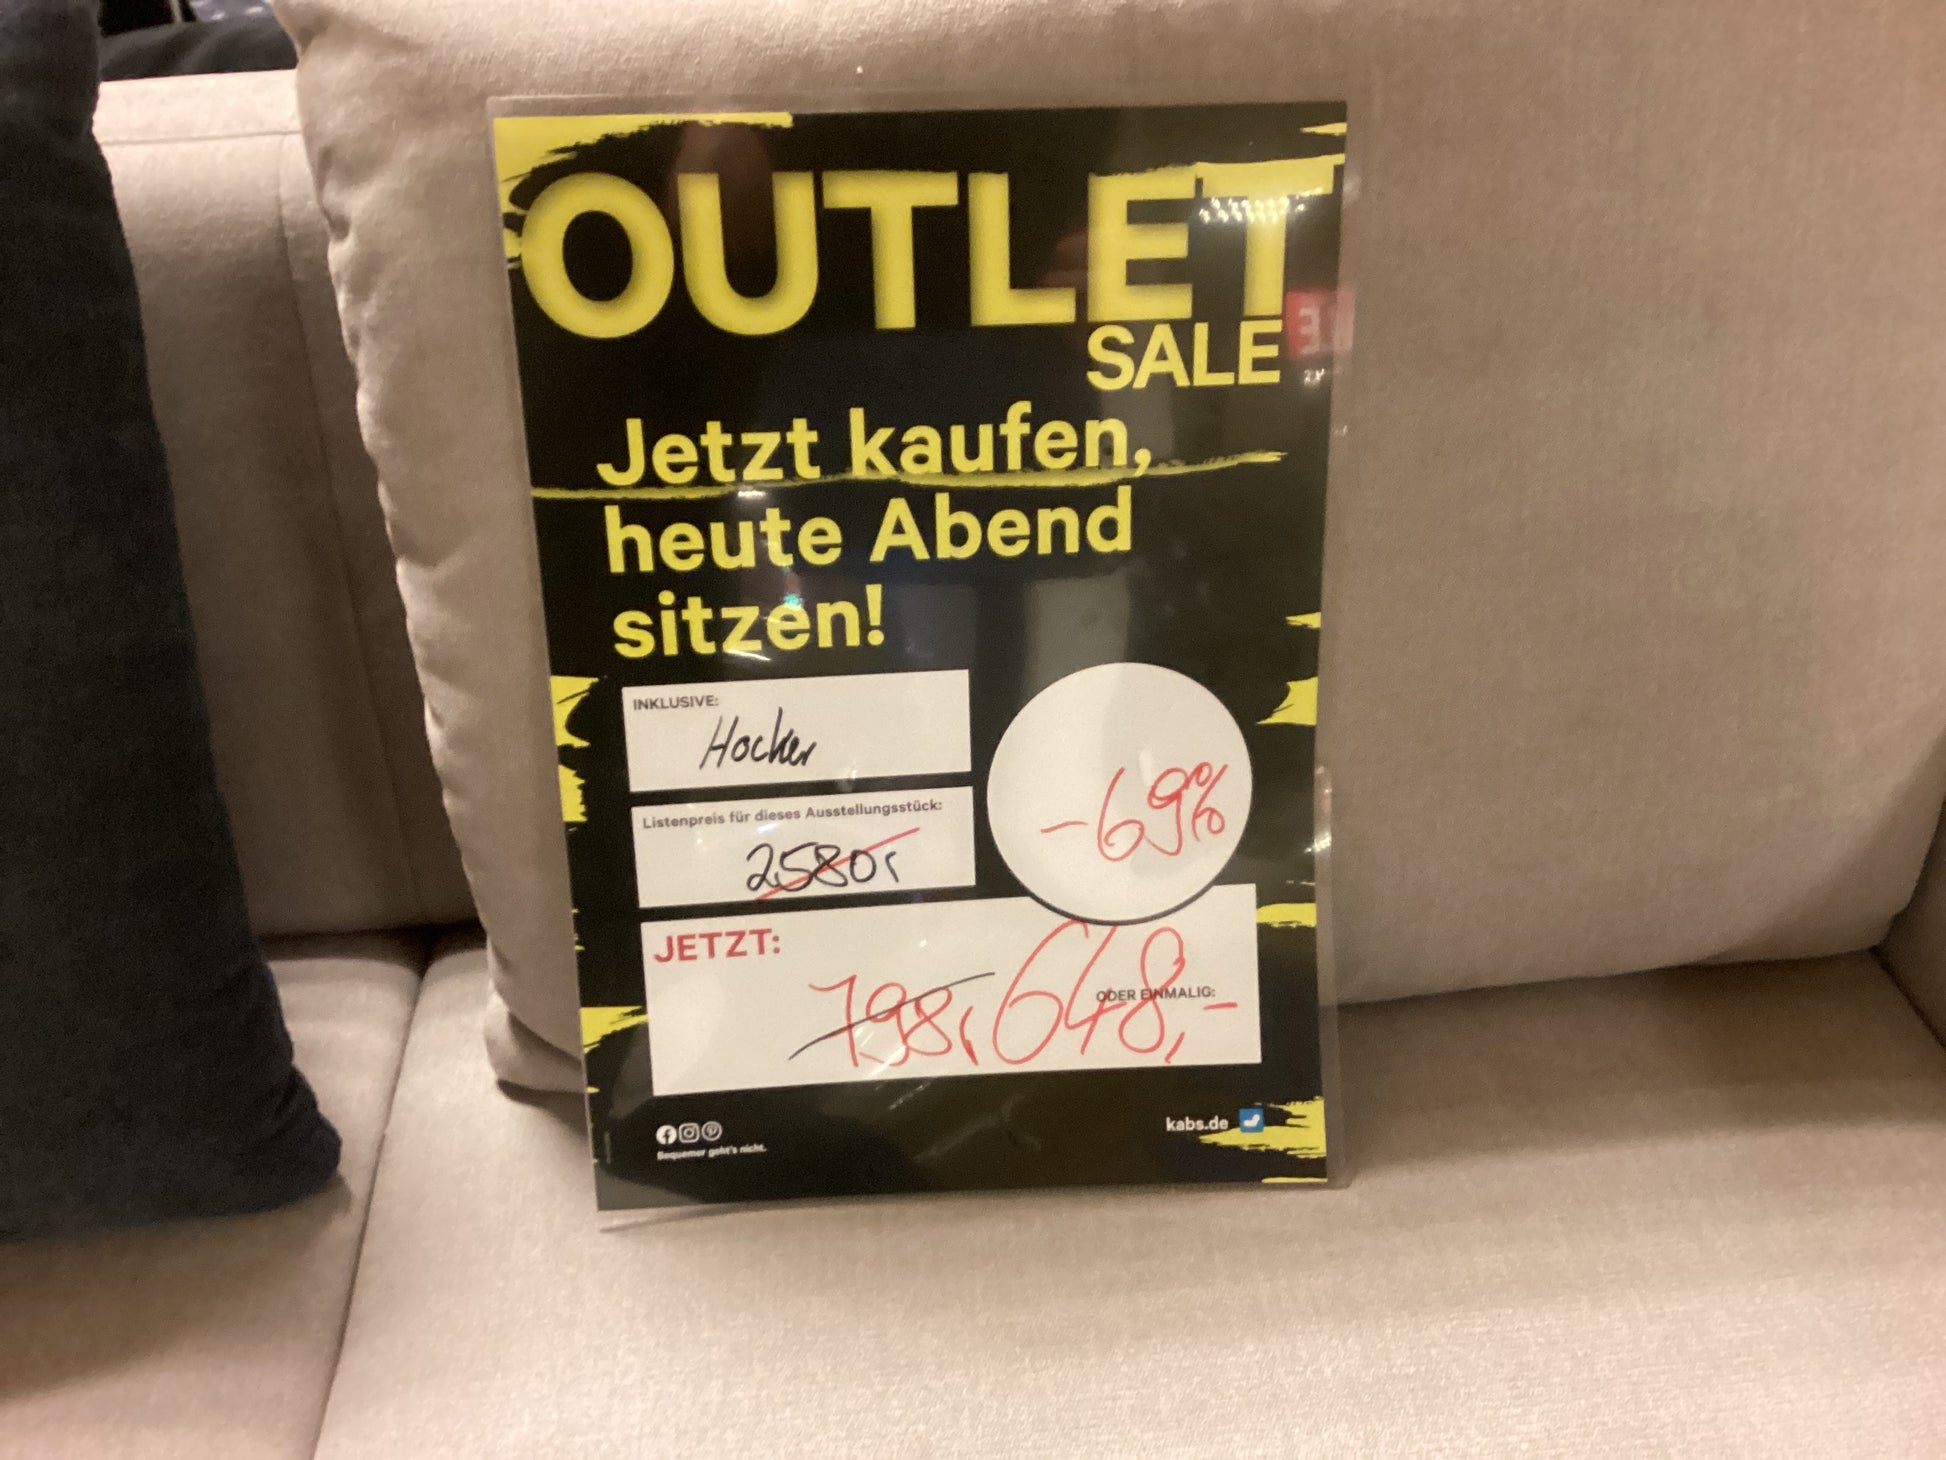 OUTLET
SALE
Jetzt kaufen,
heute Abend
sitzen!
INKLUSIVE:
Hocker
Listenpreis für dieses Ausstellungsstück:
2580,
-69%
JETZT:
ODER EINMALIG:
798, 648,-
kabs.de
Bequemer geht's nicht.